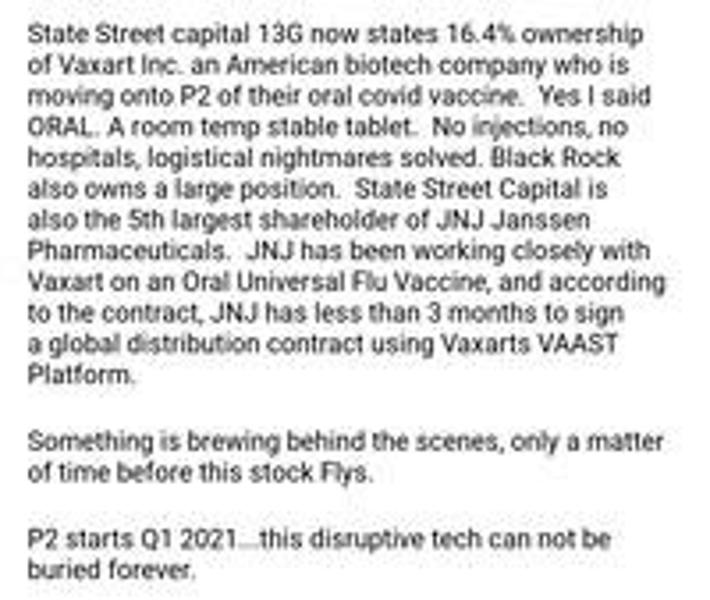 State Street capital 13G now states 16.4% ownership
of Vaxart Inc. an American biotech company who is
moving onto P2 of their oral covid vaccine.  Yes I said
ORAL. A room temp stable tablet.  No injections, no
hospitals, logistical nightmares solved. Black Rock
also owns a large position.  State Street Capital is
also the 5th largest shareholder of JNJ Janssen
Pharmaceuticals.  JNJ has been working closely with
Vaxart on an Oral Universal Flu Vaccine, and according
to the contract, JNJ has less than 3 months to sign
a global distribution contract using Vaxarts VAAST
Platform.
Something is brewing behind the scenes, only a matter
of time before this stock Flys.
P2 starts Q1 2021...this disruptive tech can not be
buried forever.